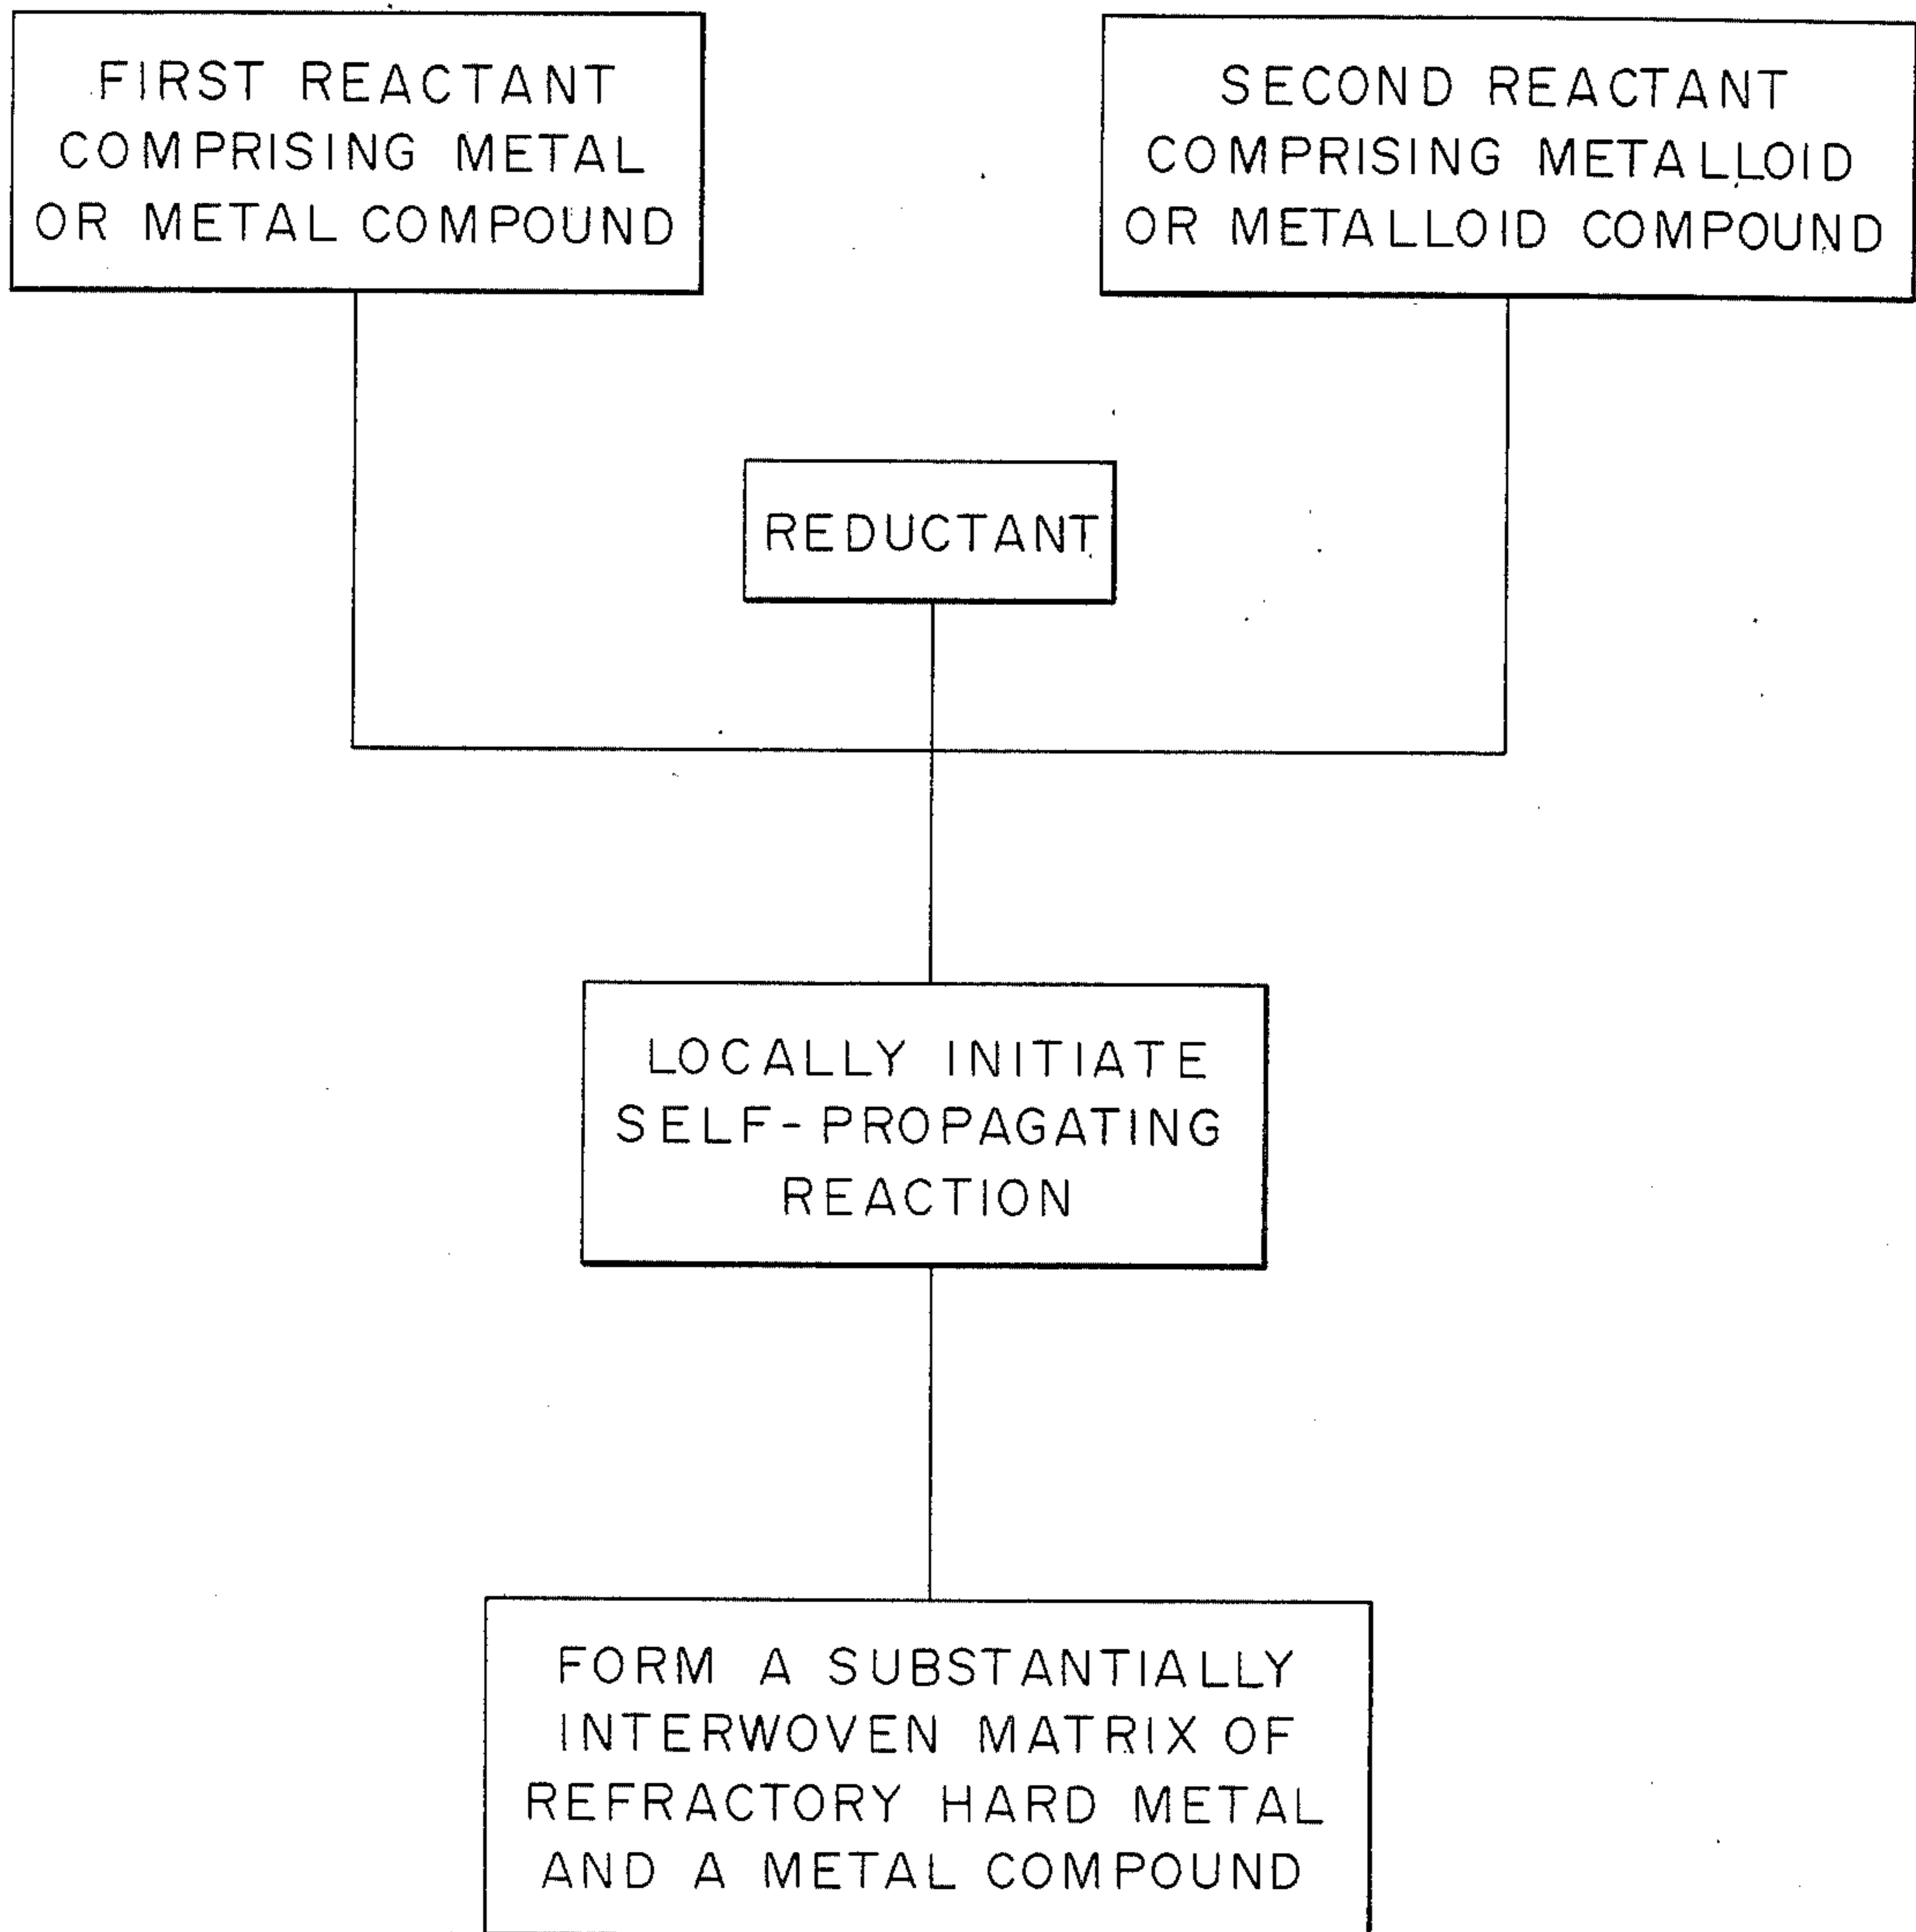 FIRST REACTANT
COMPRISING METAL
OR METAL COMPOUND
SECOND REACTANT
COMPRISING METALLOID
OR METALLOID COMPOUND
REDUCTANT
LOCALLY INITIATE
SELF-PROPAGATING
REACTION
FORM A SUBSTANTIALLY
INTERWOVEN MATRIX OF
REFRACTORY HARD METAL
AND A METAL COMPOUND